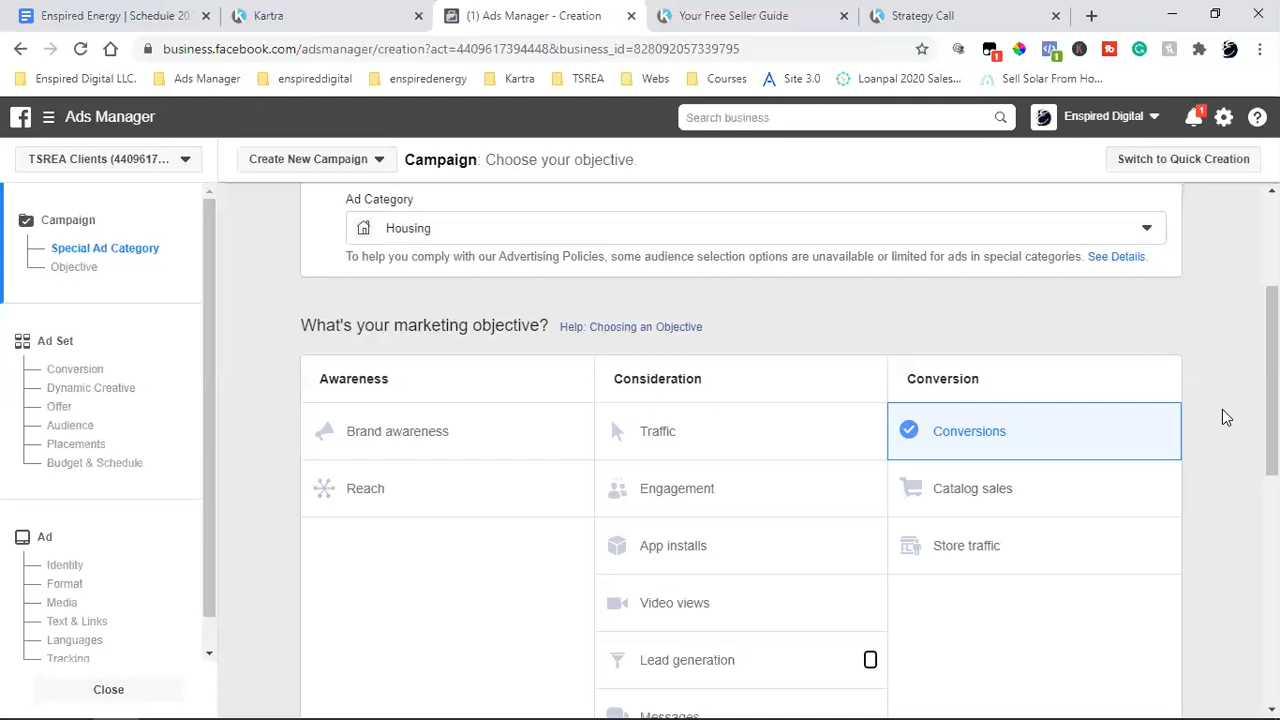 Enspired Energy | Schedule 20
Kartra
(1) Ads Manager - Creation
Your Free Seller Guide
Strategy Call
business.facebook.com/adsmanager/creation?act=4409617394448&business_id=828092057339795
1
1
Enspired Digital LLC.
Ads Manager
enspireddigital
enspiredenergy
Kartra
TSREA
Webs
Courses
Site 3.0
Loanpal 2020 Sales...
Sell Solar From Ho...
Ads Manager
Search business
Enspired Digital
1
TSREA Clients (4409617...
Create New Campaign
Campaign: Choose your objective.
Switch to Quick Creation
Campaign
Special Ad Category
Objective
Ad Set
Conversion
Dynamic Creative
Offer
Audience
Placements
Budget & Schedule
Ad
Identity
Format
Media
Text & Links
Languages
Tracking
Close
Ad Category
Housing
To help you comply with our Advertising Policies, some audience selection options are unavailable or limited for ads in special categories. See Details.
What's your marketing objective? Help: Choosing an Objective
Awareness
Consideration
Conversion
Brand awareness
Traffic
Conversions
Reach
Engagement
Catalog sales
App installs
Store traffic
Video views
Lead generation
Messages